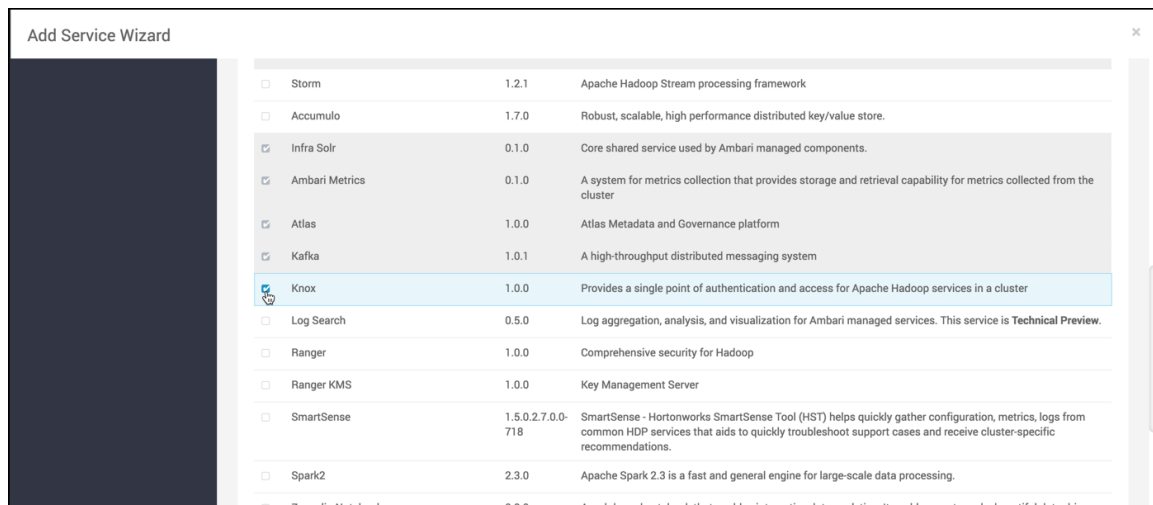 Add Service Wizard ×
Storm 1.2.1 Apache Hadoop Stream processing framework
Accumulo 1.7.0 Robust, scalable, high performance distributed key/value store.
Infra Solr 0.1.0 Core shared service used by Ambari managed components.
Ambari Metrics 0.1.0 A system for metrics collection that provides storage and retrieval capability for metrics collected from the
cluster
Atlas 1.0.0 Atlas Metadata and Governance platform
Kafka 1.0.1 A high-throughput distributed messaging system
Knox 1.0.0 Provides a single point of authentication and access for Apache Hadoop services in a cluster
Log Search 0.5.0 Log aggregation, analysis, and visualization for Ambari managed services. This service is Technical Preview.
Ranger 1.0.0 Comprehensive security for Hadoop
Ranger KMS 1.0.0 Key Management Server
SmartSense 1.5.0.2.7.0.0- SmartSense - Hortonworks SmartSense Tool (HST) helps quickly gather configuration, metrics, logs from
718 common HDP services that aids to quickly troubleshoot support cases and receive cluster-specific
recommendations.
Spark2 2.3.0 Apache Spark 2.3 is a fast and general engine for large-scale data processing.